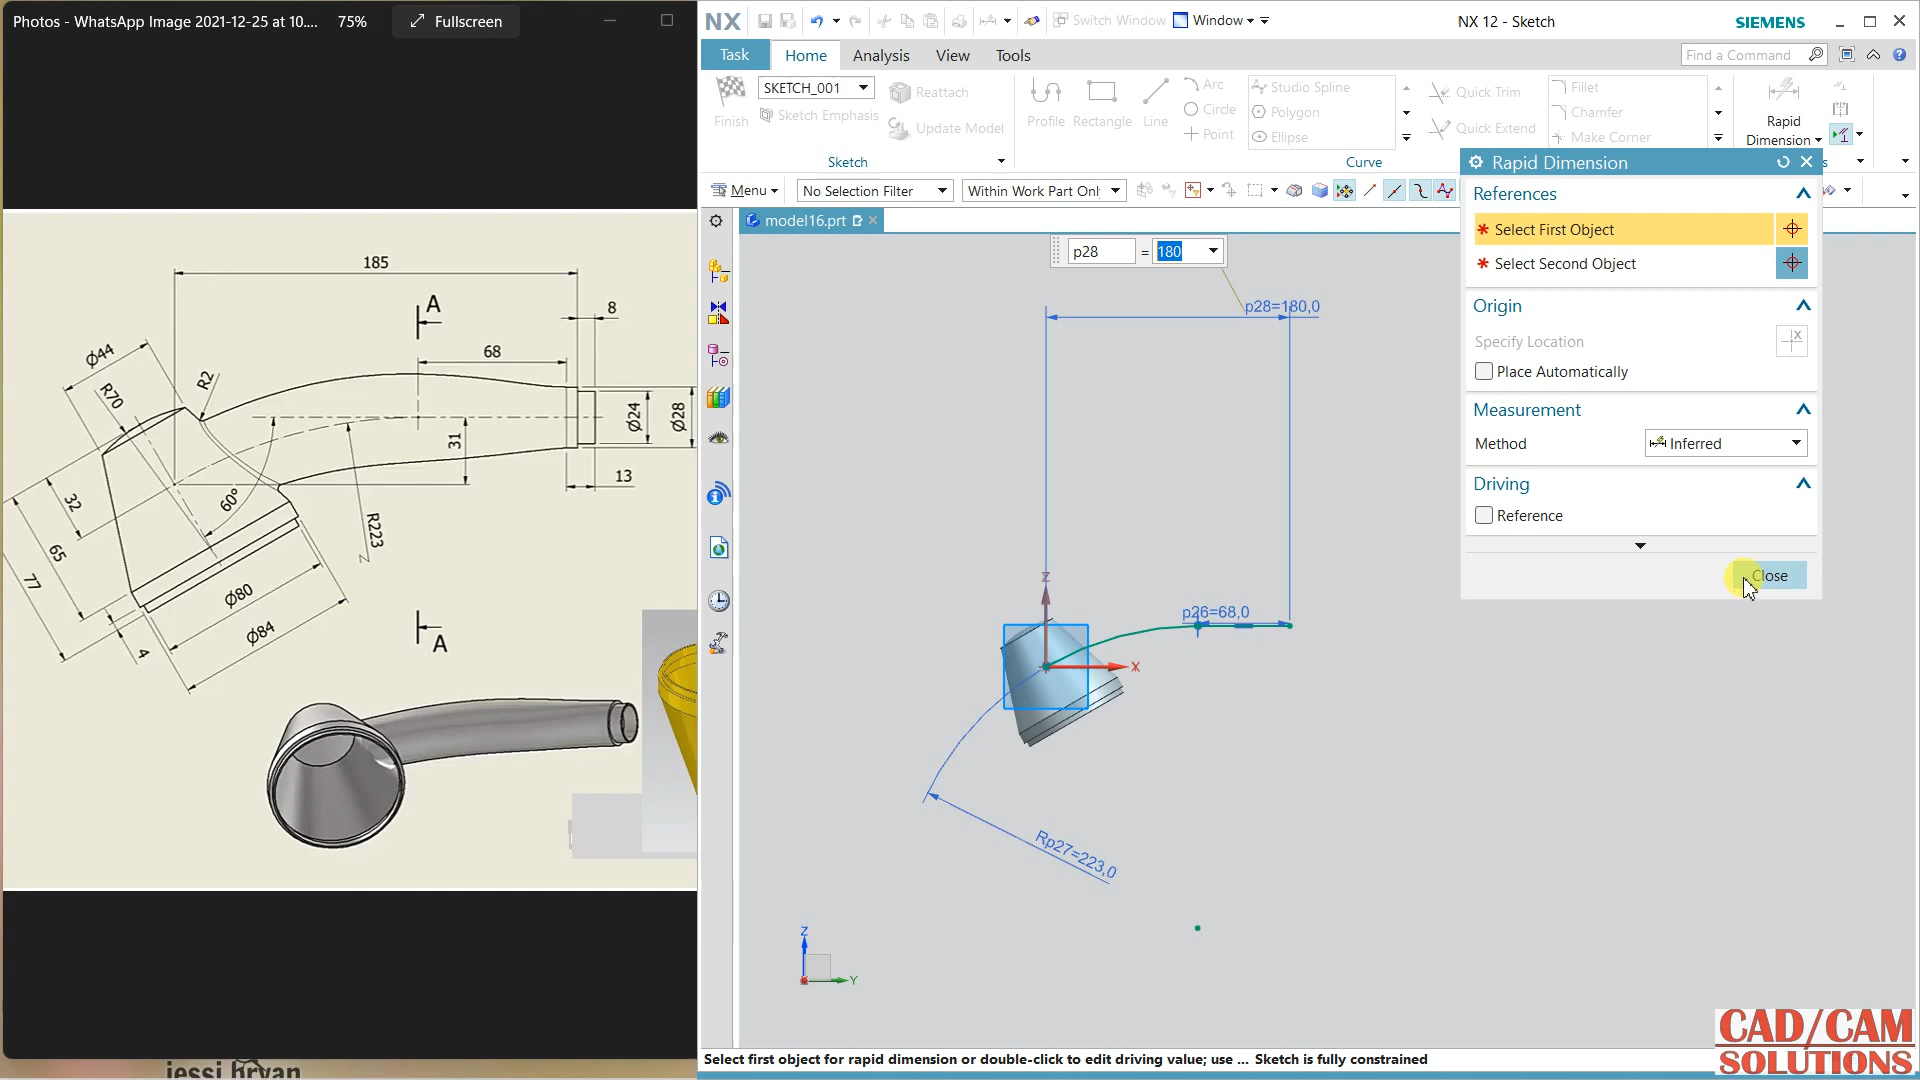 Photos - WhatsApp Image 2021-12-25 at 10....
75%
Fullscreen
NX
Switch Window
Window
NX 12 - Sketch
SIEMENS
Task
Home
Analysis
View
Tools
Find a Command
Finish
SKETCH_001
Sketch Emphasis
Reattach
Update Model
Sketch
Profile
Rectangle
Line
Arc
Circle
Point
Studio Spline
Polygon
Ellipse
Quick Trim
Quick Extend
Fillet
Chamfer
Make Corner
Curve
Rapid
Dimension
Menu
No Selection Filter
Within Work Part Onl
model16.prt
p28
=
180
Rapid Dimension
References
* Select First Object
* Select Second Object
Origin
Specify Location
Place Automatically
Measurement
Method
Inferred
Driving
Reference
Close
p28=180,0
p26=68,0
Rp27=223,0
Z
X
Z
Y
185
A
8
68
Ø44
R70
R2
31
Ø24
Ø28
13
60°
R223
32
65
77
4
Ø80
Ø84
A
jessi bryan
Select first object for rapid dimension or double-click to edit driving value; use ...
Sketch is fully constrained
CAD/CAM
SOLUTIONS